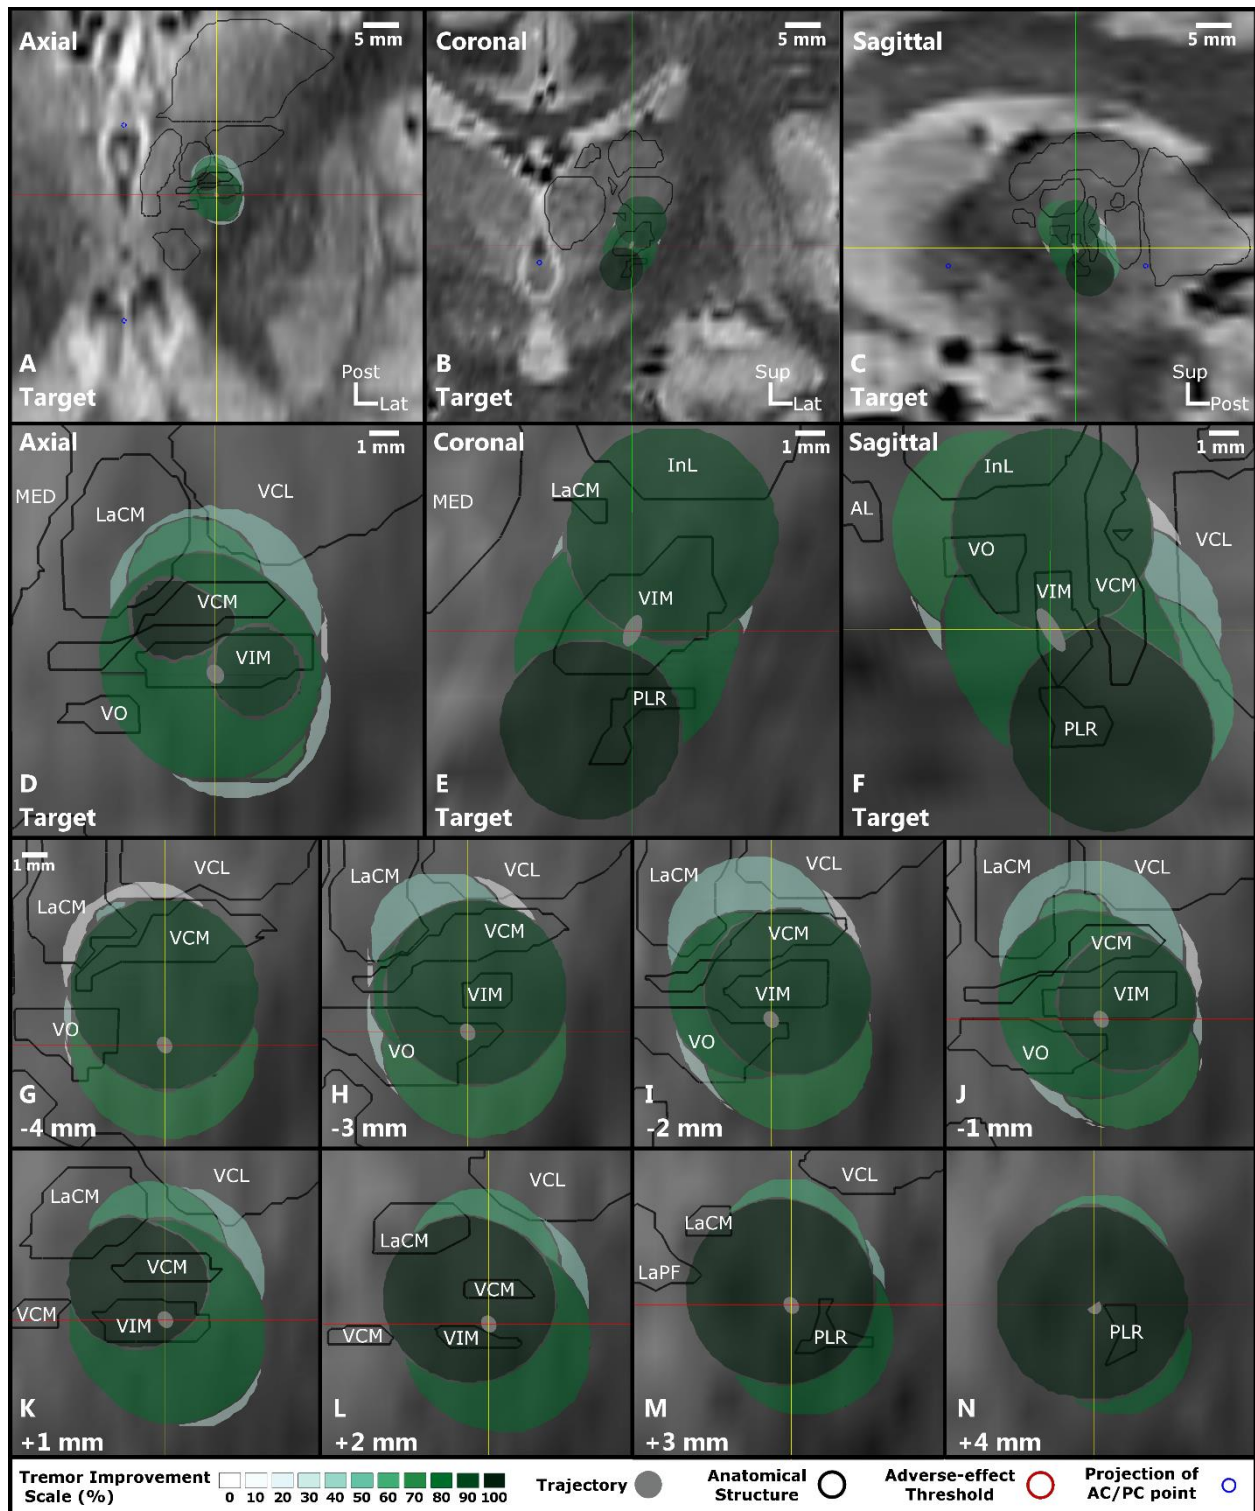 Axial
5 mm
Coronal
5 mm
Sagittal
5 mm
A
Target
Post
Lat
B
Target
Sup
Lat
C
Target
Sup
Post
Axial
1 mm
MED
LaCM
VCL
VCM
VIM
VO
D
Target
Coronal
1 mm
InL
LaCM
MED
VIM
PLR
E
Target
Sagittal
1 mm
InL
AL
VO
VIM
VCM
VCL
PLR
F
Target
1 mm
VCL
LaCM
VCM
VO
G
-4 mm
LaCM
VCL
VCM
VIM
VO
H
-3 mm
LaCM
VCL
VCM
VIM
VO
I
-2 mm
LaCM
VCL
VCM
VIM
VO
J
-1 mm
LaCM
VCL
VCM
VCM
VIM
K
+1 mm
VCL
LaCM
VCM
VCM
VIM
L
+2 mm
VCL
LaCM
LaPF
PLR
M
+3 mm
PLR
N
+4 mm
Tremor Improvement
Scale (%)
0 10 20 30 40 50 60 70 80 90 100
Trajectory
Anatomical
Structure
Adverse-effect
Threshold
Projection of
AC/PC point